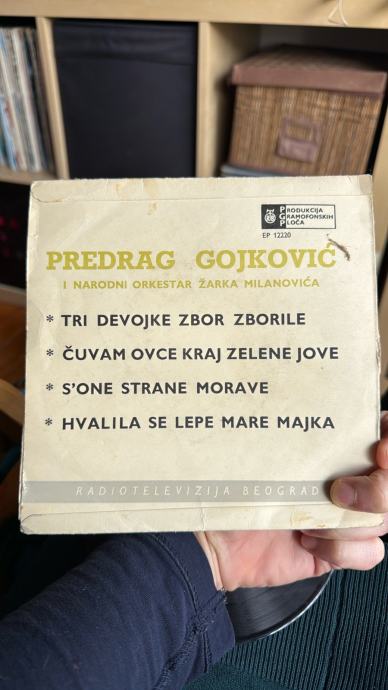 PRODUKCIJA
GRAMOFONSKIH
PLOČA
EP 12220
PREDRAG GOJKOVIĆ
I NARODNI ORKESTAR ŽARKA MILANOVIĆA
* TRI DEVOJKE ZBOR ZBORILE
* ČUVAM OVCE KRAJ ZELENE JOVE
* S'ONE STRANE MORAVE
* HVALILA SE LEPE MARE MAJKA
RADIOTELEVIZIJA BEOGRAD